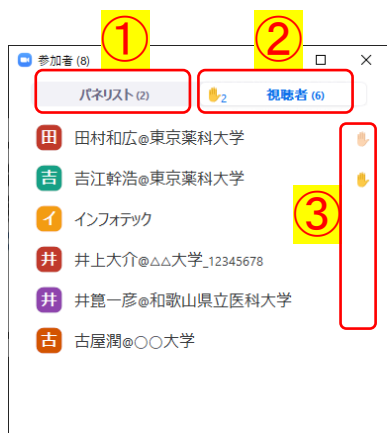 ① ②
参加者 (8)
パネリスト (2) 2 視聴者 (6)
田 田村和広@東京薬科大学
吉 吉江幹浩@東京薬科大学
イ インフォテック
③
井 井上大介@△△大学_12345678
井 井箟一彦@和歌山県立医科大学
古 古屋潤@○○大学